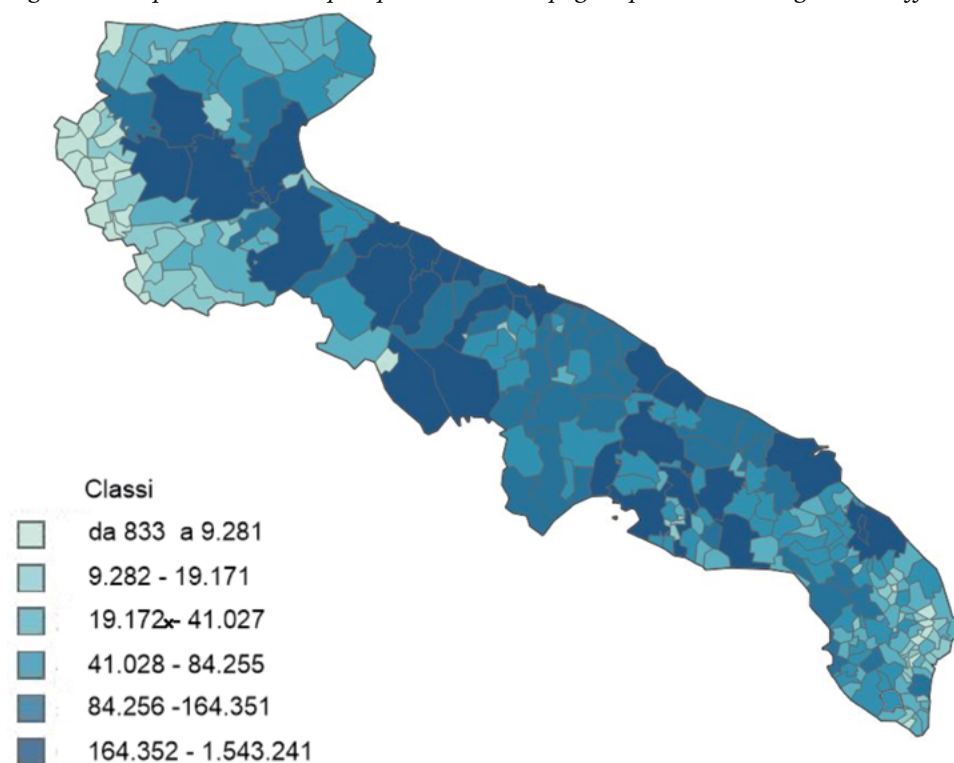 Classi
da 833 a 9.281
9.282 - 19.171
19.172x- 41.027
41.028 - 84.255
84.256 -164.351
164.352 - 1.543.241